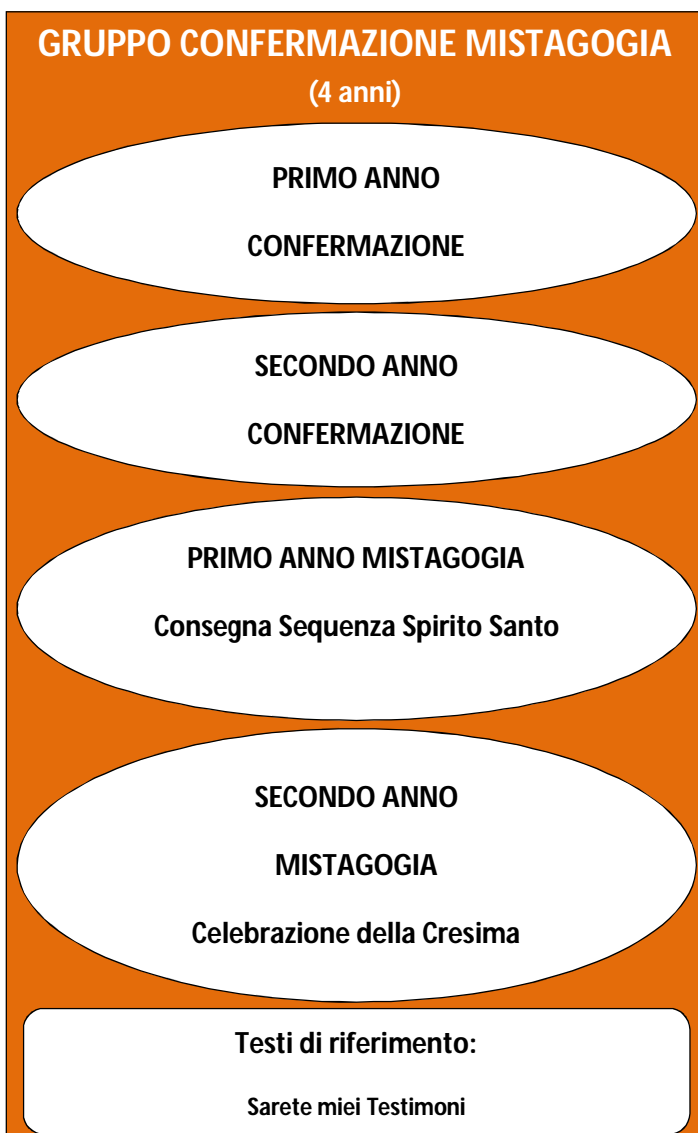 GRUPPO CONFERMAZIONE MISTAGOGIA
(4 anni)
PRIMO ANNO
CONFERMAZIONE
SECONDO ANNO
CONFERMAZIONE
PRIMO ANNO MISTAGOGIA
Consegna Sequenza Spirito Santo
SECONDO ANNO
MISTAGOGIA
Celebrazione della Cresima
Testi di riferimento:
Sarete miei Testimoni